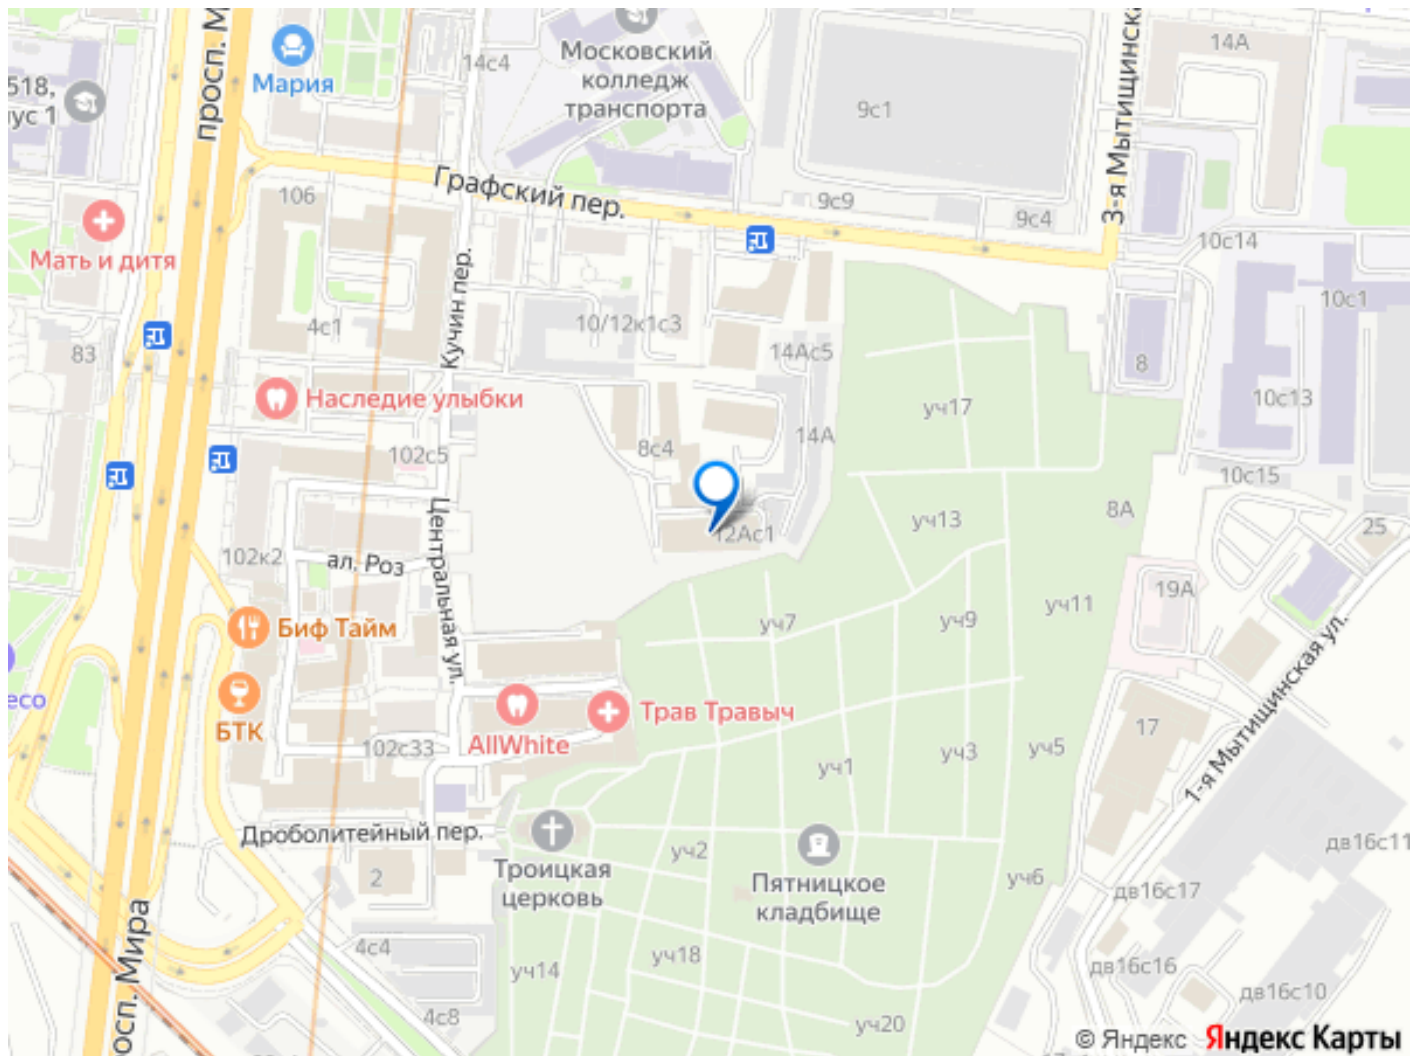 просп. М
Мария
14с4
Московский
колледж
транспорта
9с1
3-я Мытищинска
14А
518,
ус 1
106
Графский пер.
9с9
9с4
10с14
Мать и дитя
4с1
Кучин пер.
10/12к1с3
10с1
83
14Ас5
8
Наследие улыбки
уч17
10с13
102с5
8с4
14А
10с15
Центральная ул.
12Ас1
уч13
8А
25
102к2
ал. Роз
19А
Биф Тайм
уч7
уч9
уч11
есо
БТК
AllWhite
Трав Травыч
102с33
уч1
уч3
уч5
17
1-я Мытищинская ул.
Дроболитейный пер.
Троицкая
церковь
уч2
Пятницкое
кладбище
уч6
дв16с11
дв16с17
2
просп. Мира
4с4
уч14
уч18
дв16с16
дв16с10
4с8
уч20
© Яндекс Яндекс Карты